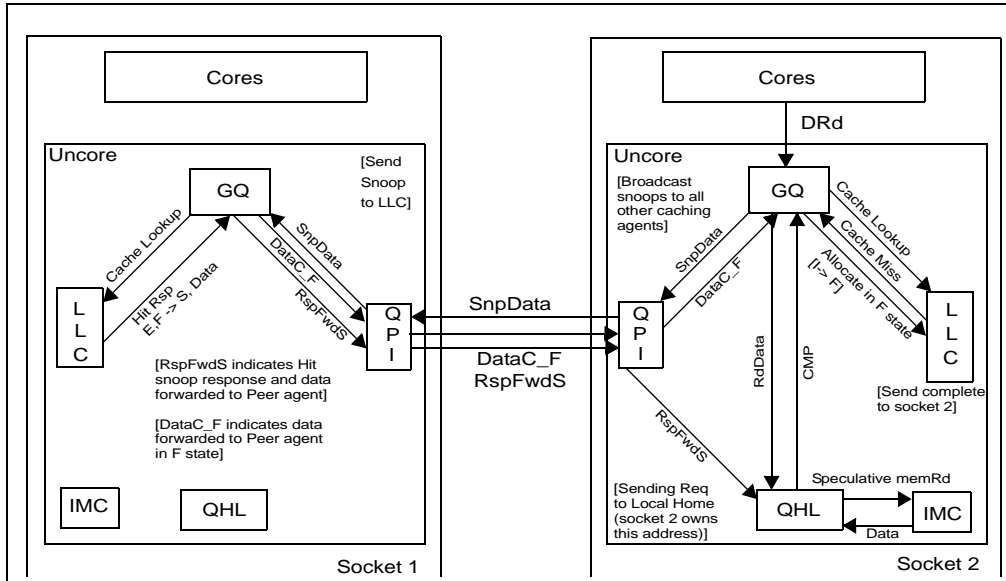 Cores
Uncore
[Send
Snoop
to LLC]
GQ
Cache Lookup
Hit Rsp
E,F -> S, Data
SnpData
DataC_F
RspFwdS
L
L
C
Q
P
I
[RspFwdS indicates Hit
snoop response and data
forwarded to Peer agent]
[DataC_F indicates data
forwarded to Peer agent
in F state]
IMC
QHL
Socket 1
SnpData
DataC_F
RspFwdS
Cores
DRd
Uncore
[Broadcast
snoops to all
other caching
agents]
GQ
SnpData
DataC_F
Cache Lookup
Cache Miss
Allocate in F state
[I-> F]
Q
P
I
L
L
C
RdData
CMP
[Send complete
to socket 2]
RspFwdS
[Sending Req
to Local Home
(socket 2 owns
this address)]
QHL
Speculative memRd
Data
IMC
Socket 2